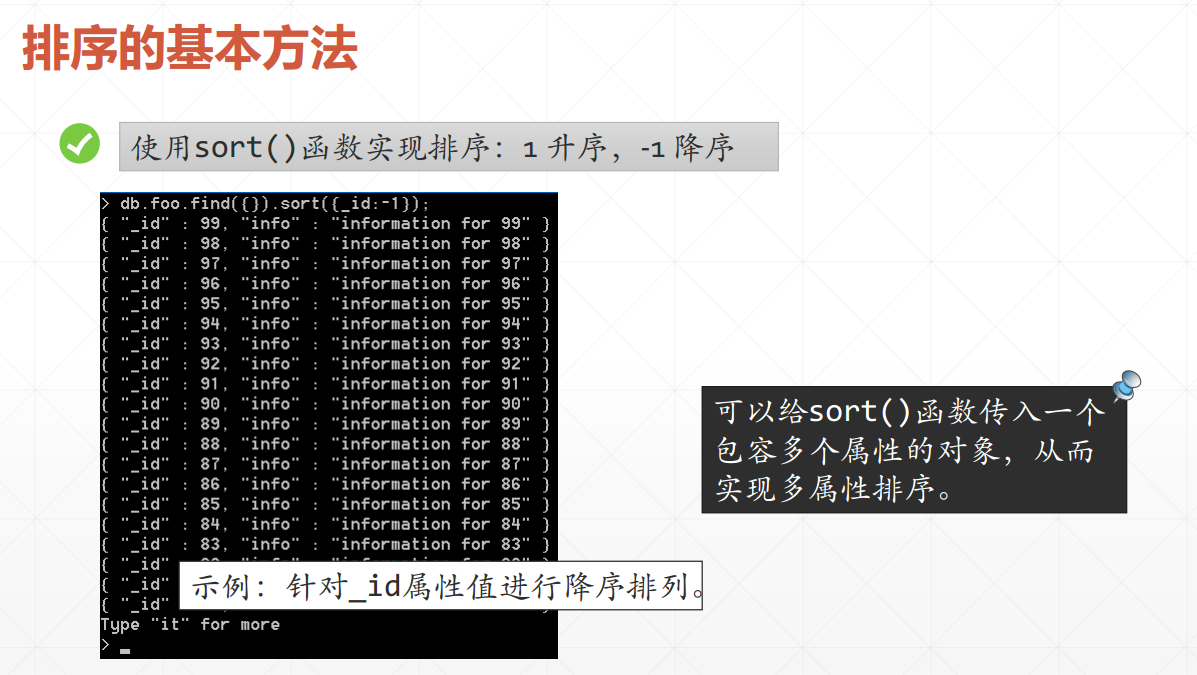 排序的基本方法
使用sort()函数实现排序：1 升序，-1 降序
> db.foo.find({}).sort({_id:-1});
{ "_id" : 99, "info" : "information for 99" }
{ "_id" : 98, "info" : "information for 98" }
{ "_id" : 97, "info" : "information for 97" }
{ "_id" : 96, "info" : "information for 96" }
{ "_id" : 95, "info" : "information for 95" }
{ "_id" : 94, "info" : "information for 94" }
{ "_id" : 93, "info" : "information for 93" }
{ "_id" : 92, "info" : "information for 92" }
{ "_id" : 91, "info" : "information for 91" }
{ "_id" : 90, "info" : "information for 90" }
{ "_id" : 89, "info" : "information for 89" }
{ "_id" : 88, "info" : "information for 88" }
{ "_id" : 87, "info" : "information for 87" }
{ "_id" : 86, "info" : "information for 86" }
{ "_id" : 85, "info" : "information for 85" }
{ "_id" : 84, "info" : "information for 84" }
{ "_id" : 83, "info" : "information for 83" }
{ "_id"
{ "_id"
{ "_id"
Type "it" for more
>
示例：针对_id属性值进行降序排列。
可以给sort()函数传入一个
包容多个属性的对象，从而
实现多属性排序。